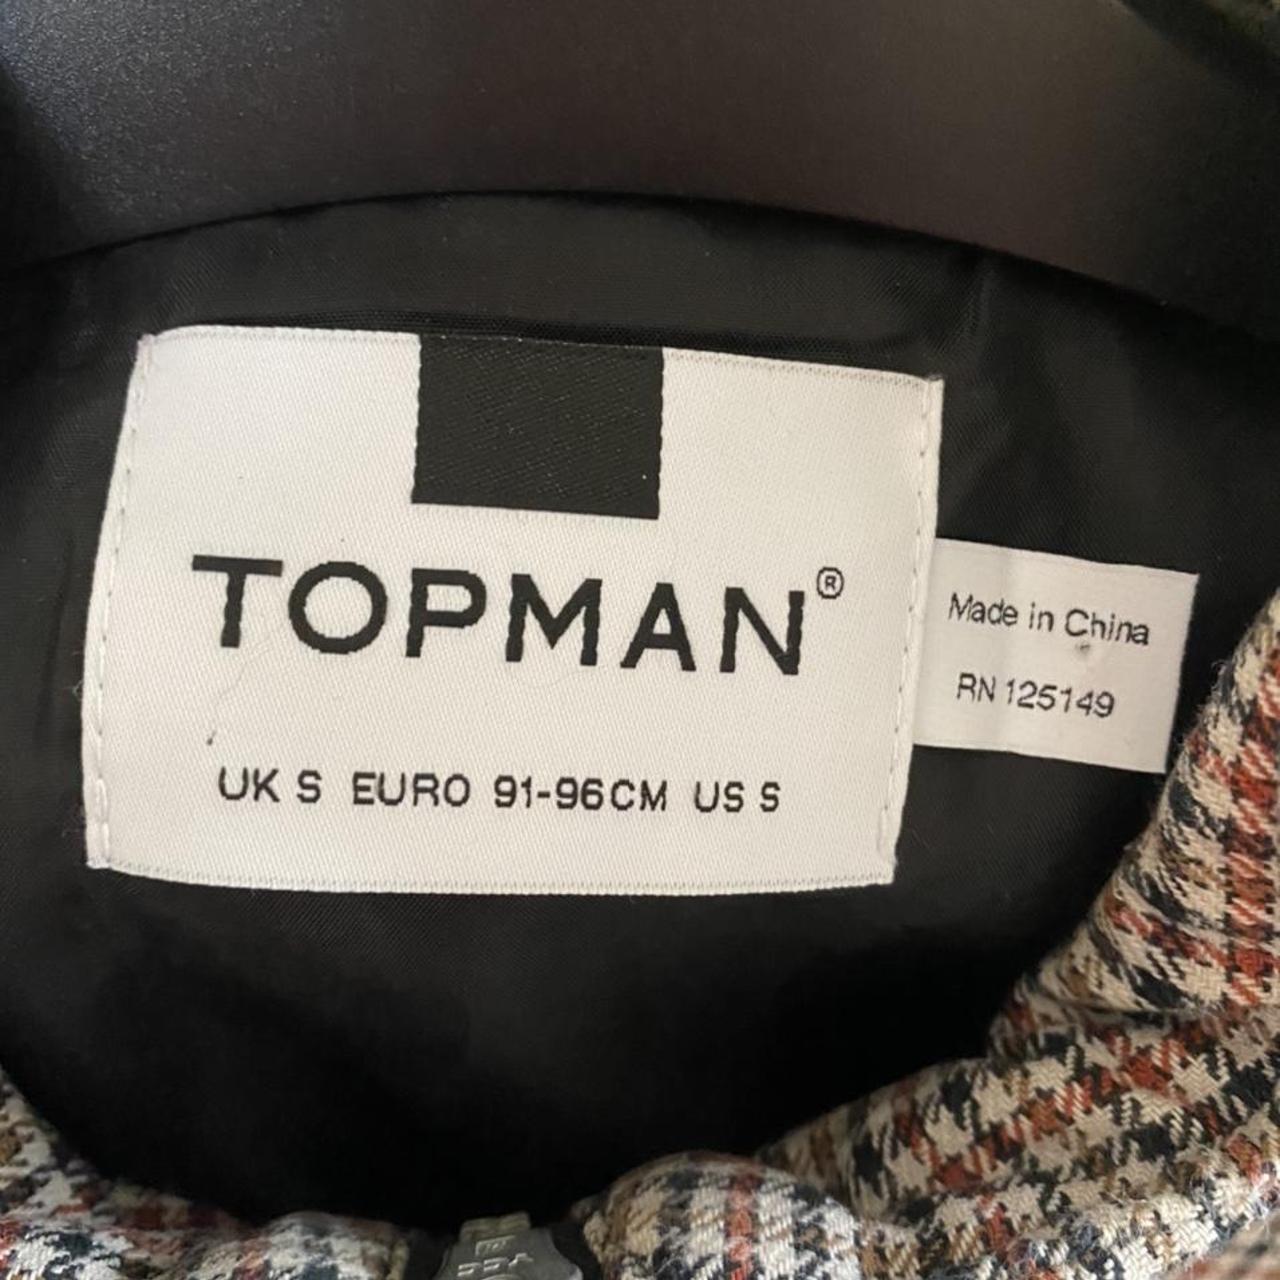 TOPMAN®
UK S EURO 91-96CM US S
Made in China
RN 125149